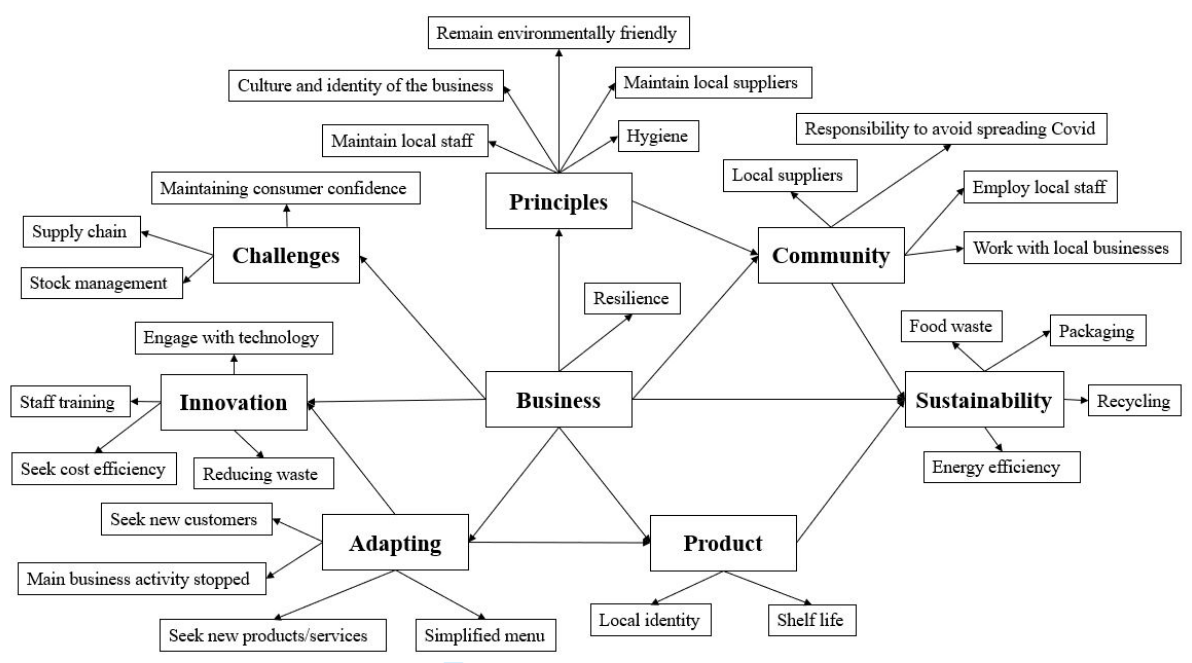 Remain environmentally friendly
Culture and identity of the business
Maintain local suppliers
Maintain local staff
Hygiene
Responsibility to avoid spreading Covid
Principles
Local suppliers
Employ local staff
Maintaining consumer confidence
Supply chain
Challenges
Community
Work with local businesses
Stock management
Resilience
Engage with technology
Food waste
Packaging
Staff training
Innovation
Business
Sustainability
Recycling
Seek cost efficiency
Reducing waste
Energy efficiency
Seek new customers
Adapting
Product
Main business activity stopped
Local identity
Shelf life
Seek new products/services
Simplified menu